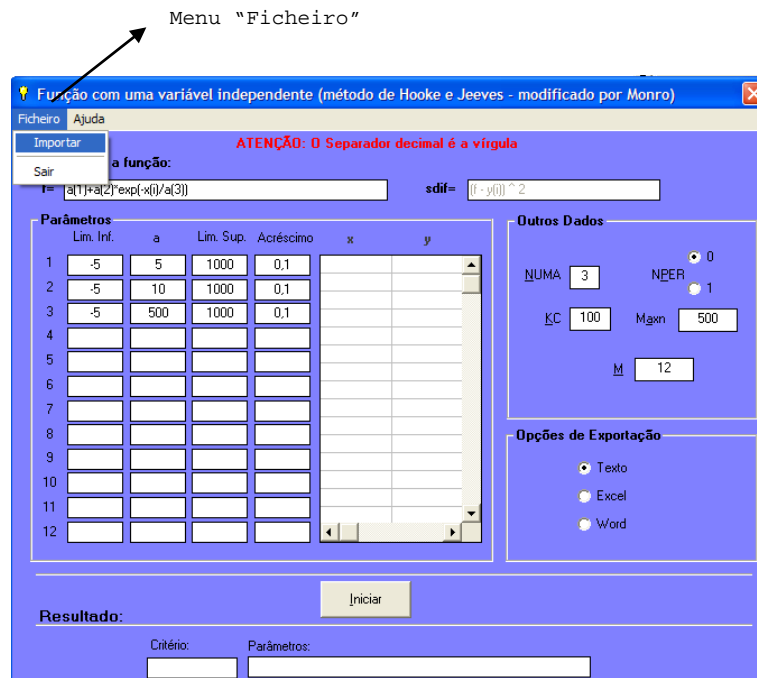 Menu “Ficheiro”
Função com uma variável independente (método de Hooke e Jeeves - modificado por Monro)
Ficheiro Ajuda
Importar
Sair
ATENÇÃO: O Separador decimal é a vírgula
a função:
f= a(1)+a(2)*exp(-x(i)/a(3))
sdif= (f - y(i)) ^ 2
Parâmetros
Lim. Inf. a Lim. Sup. Acréscimo x y
1 -5 5 1000 0,1
2 -5 10 1000 0,1
3 -5 500 1000 0,1
4
5
6
7
8
9
10
11
12
Outros Dados
NUMA 3 NPER 0
1
KC 100 Maxn 500
M 12
Opções de Exportação
Texto
Excel
Word
Iniciar
Resultado:
Critério: Parâmetros: